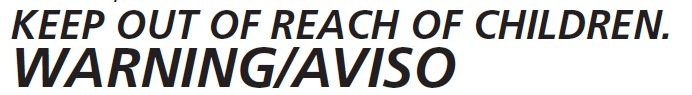 KEEP OUT OF REACH OF CHILDREN.
WARNING/AVISO